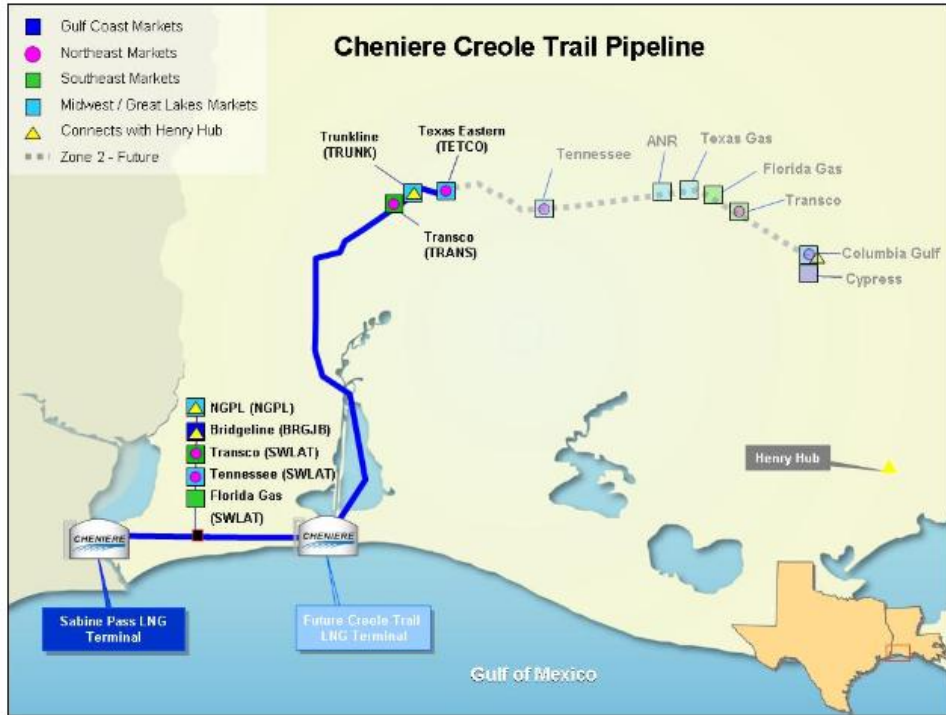 Cheniere Creole Trail Pipeline
Gulf Coast Markets
Northeast Markets
Southeast Markets
Midwest / Great Lakes Markets
Connects with Henry Hub
Zone 2 - Future
Trunkline
(TRUNK)
Texas Eastern
(TETCO)
Transco
(TRANS)
Tennessee
ANR
Texas Gas
Florida Gas
Transco
Columbia Gulf
Cypress
NGPL (NGPL)
Bridgeline (BRGJB)
Transco (SWLAT)
Tennessee (SWLAT)
Florida Gas
(SWLAT)
Henry Hub
CHENIERE
CHENIERE
Sabine Pass LNG
Terminal
Future Creole Trail
LNG Terminal
Gulf of Mexico